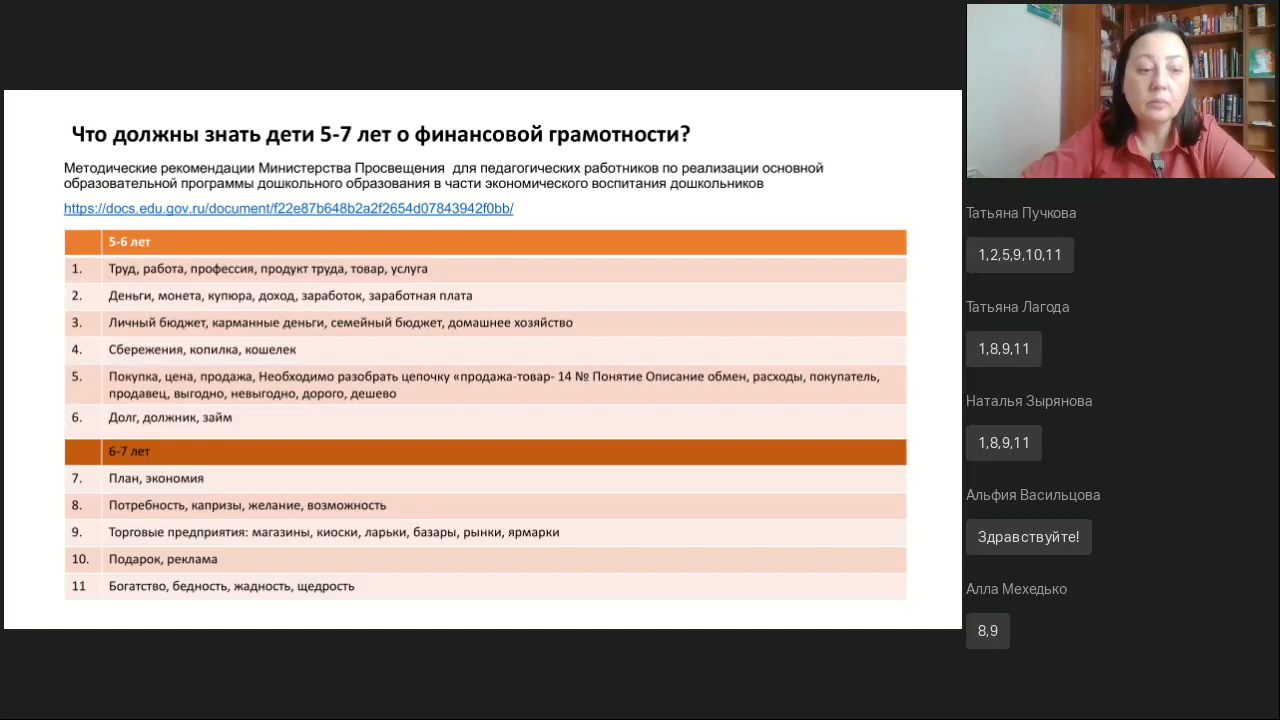 Что должны знать дети 5-7 лет о финансовой грамотности?
Методические рекомендации Министерства Просвещения для педагогических работников по реализации основной
образовательной программы дошкольного образования в части экономического воспитания дошкольников
https://docs.edu.gov.ru/document/f22e87b648b2a2f2654d07843942f0bb/
5-6 лет
1. Труд, работа, профессия, продукт труда, товар, услуга
2. Деньги, монета, купюра, доход, заработок, заработная плата
3. Личный бюджет, карманные деньги, семейный бюджет, домашнее хозяйство
4. Сбережения, копилка, кошелек
5. Покупка, цена, продажа, Необходимо разобрать цепочку «продажа-товар- 14 № Понятие Описание обмен, расходы, покупатель,
продавец, выгодно, невыгодно, дорого, дешево
6. Долг, должник, займ
6-7 лет
7. План, экономия
8. Потребность, капризы, желание, возможность
9. Торговые предприятия: магазины, киоски, ларьки, базары, рынки, ярмарки
10. Подарок, реклама
11 Богатство, бедность, жадность, щедрость
Татьяна Пучкова
1,2,5,9,10,11
Татьяна Лагода
1,8,9,11
Наталья Зырянова
1,8,9,11
Альфия Васильцова
Здравствуйте!
Алла Мехедько
8,9